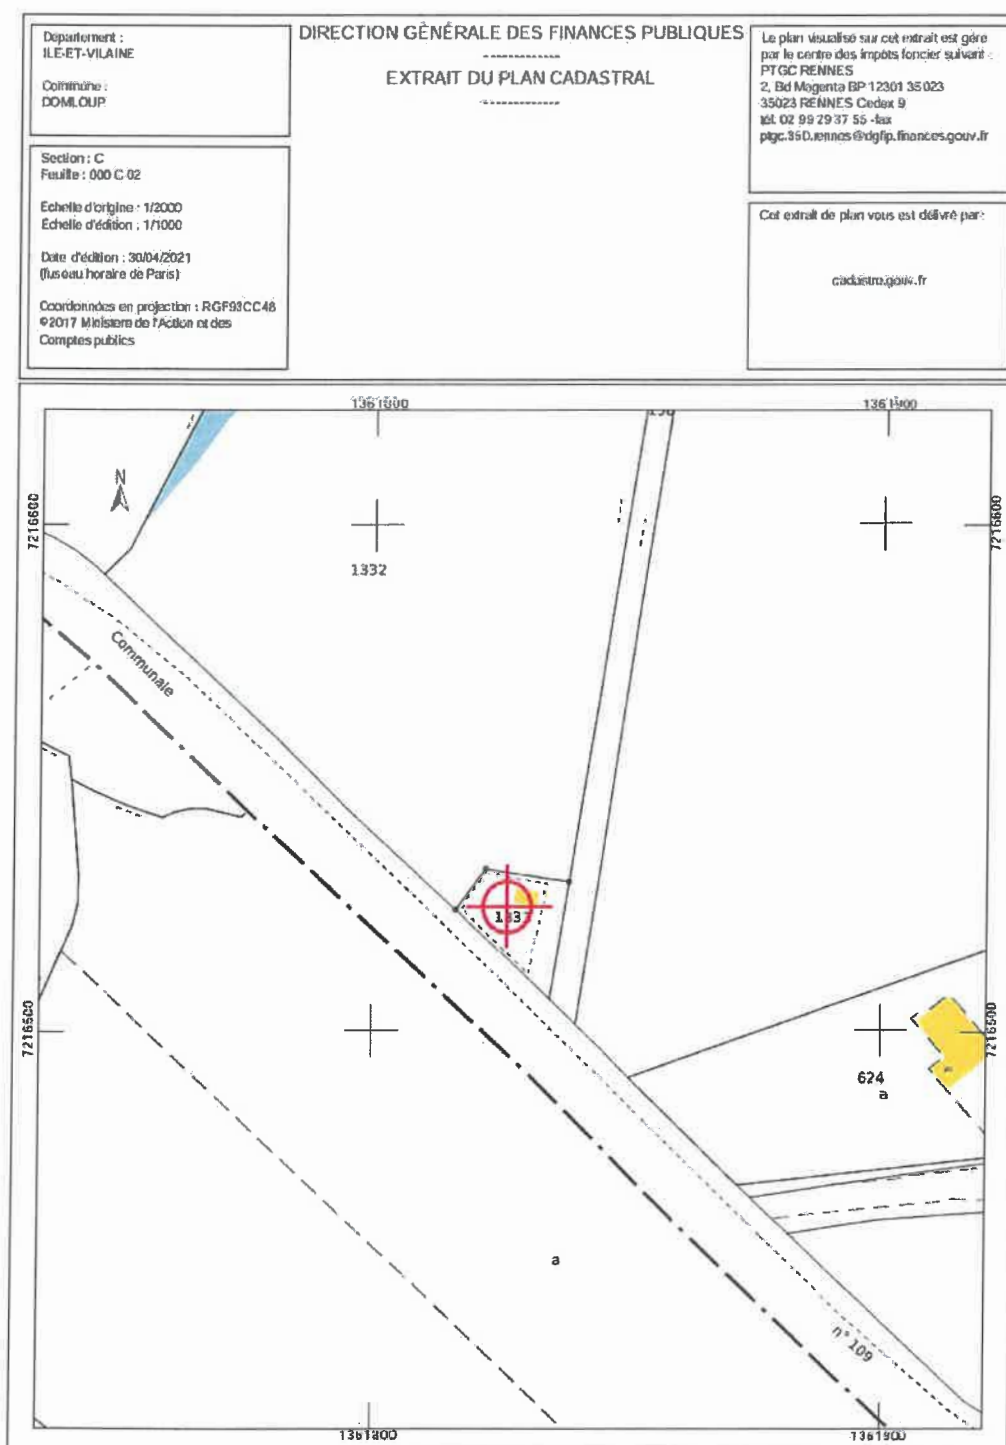 Département :
ILE-ET-VILAINE
Commune :
DOMLOUP
Section : C
Feuille : 000 C 02
Échelle d'origine : 1/2000
Échelle d'édition : 1/1000
Date d'édition : 30/04/2021
(fuseau horaire de Paris)
Coordonnées en projection : RGF93CC48
©2017 Ministère de l'Action et des
Comptes publics
DIRECTION GÉNÉRALE DES FINANCES PUBLIQUES
EXTRAIT DU PLAN CADASTRAL
Le plan visualisé sur cet extrait est géré
par le centre des impôts foncier suivant :
PTGC RENNES
2, Bd Magenta BP 12301 35023
35023 RENNES Cedex 9
tél. 02 99 29 37 55 -fax
ptgc.350.rennes@dgfip.finances.gouv.fr
Cet extrait de plan vous est délivré par :
cadastre.gouv.fr
1361800
1361900
7216600
7216600
N
1332
Communale
7216500
7216500
624
a
a
n° 109
1361800
1361900